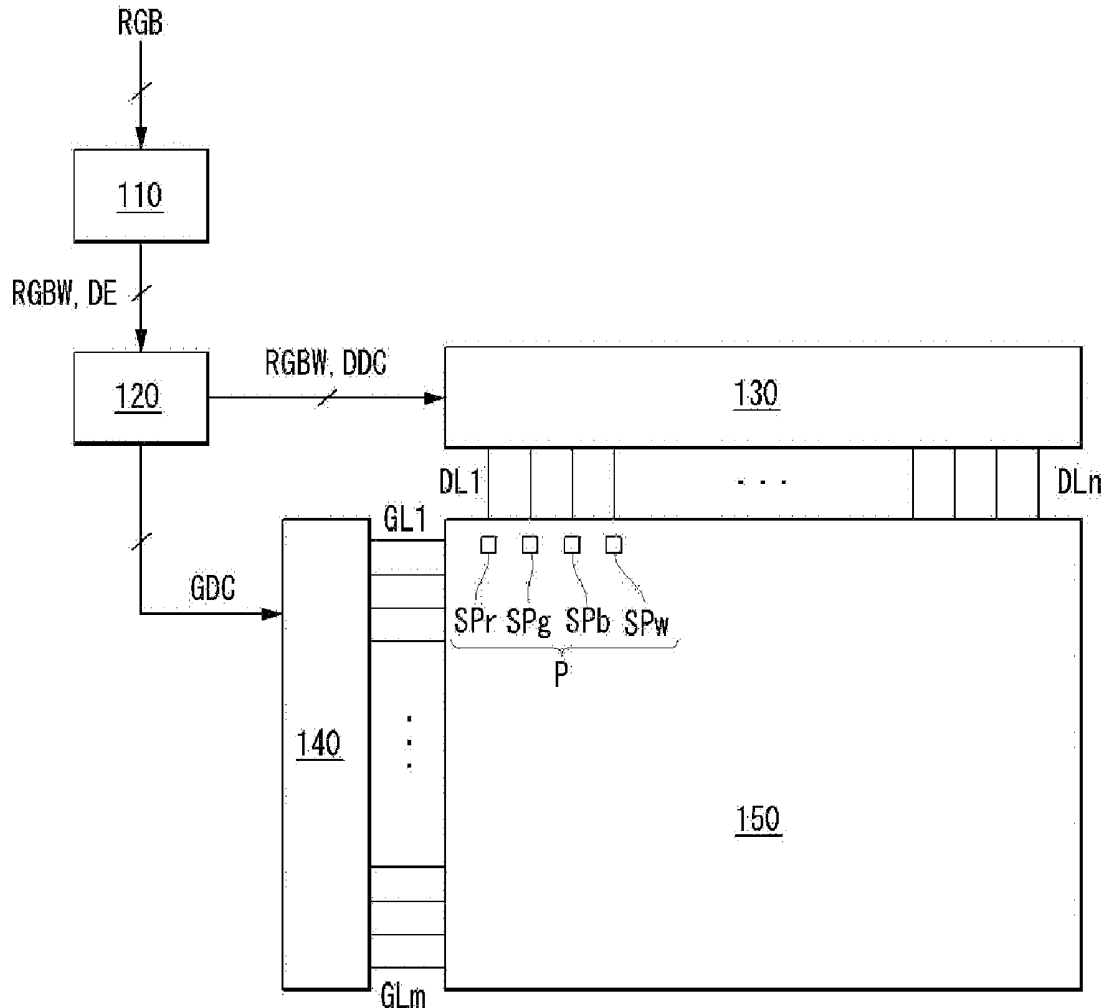 RGB
110
RGBW, DE
120
RGBW, DDC
130
DL1
. . .
DLn
GL1
GDC
SPr SPg SPb SPw
P
140
150
GLm